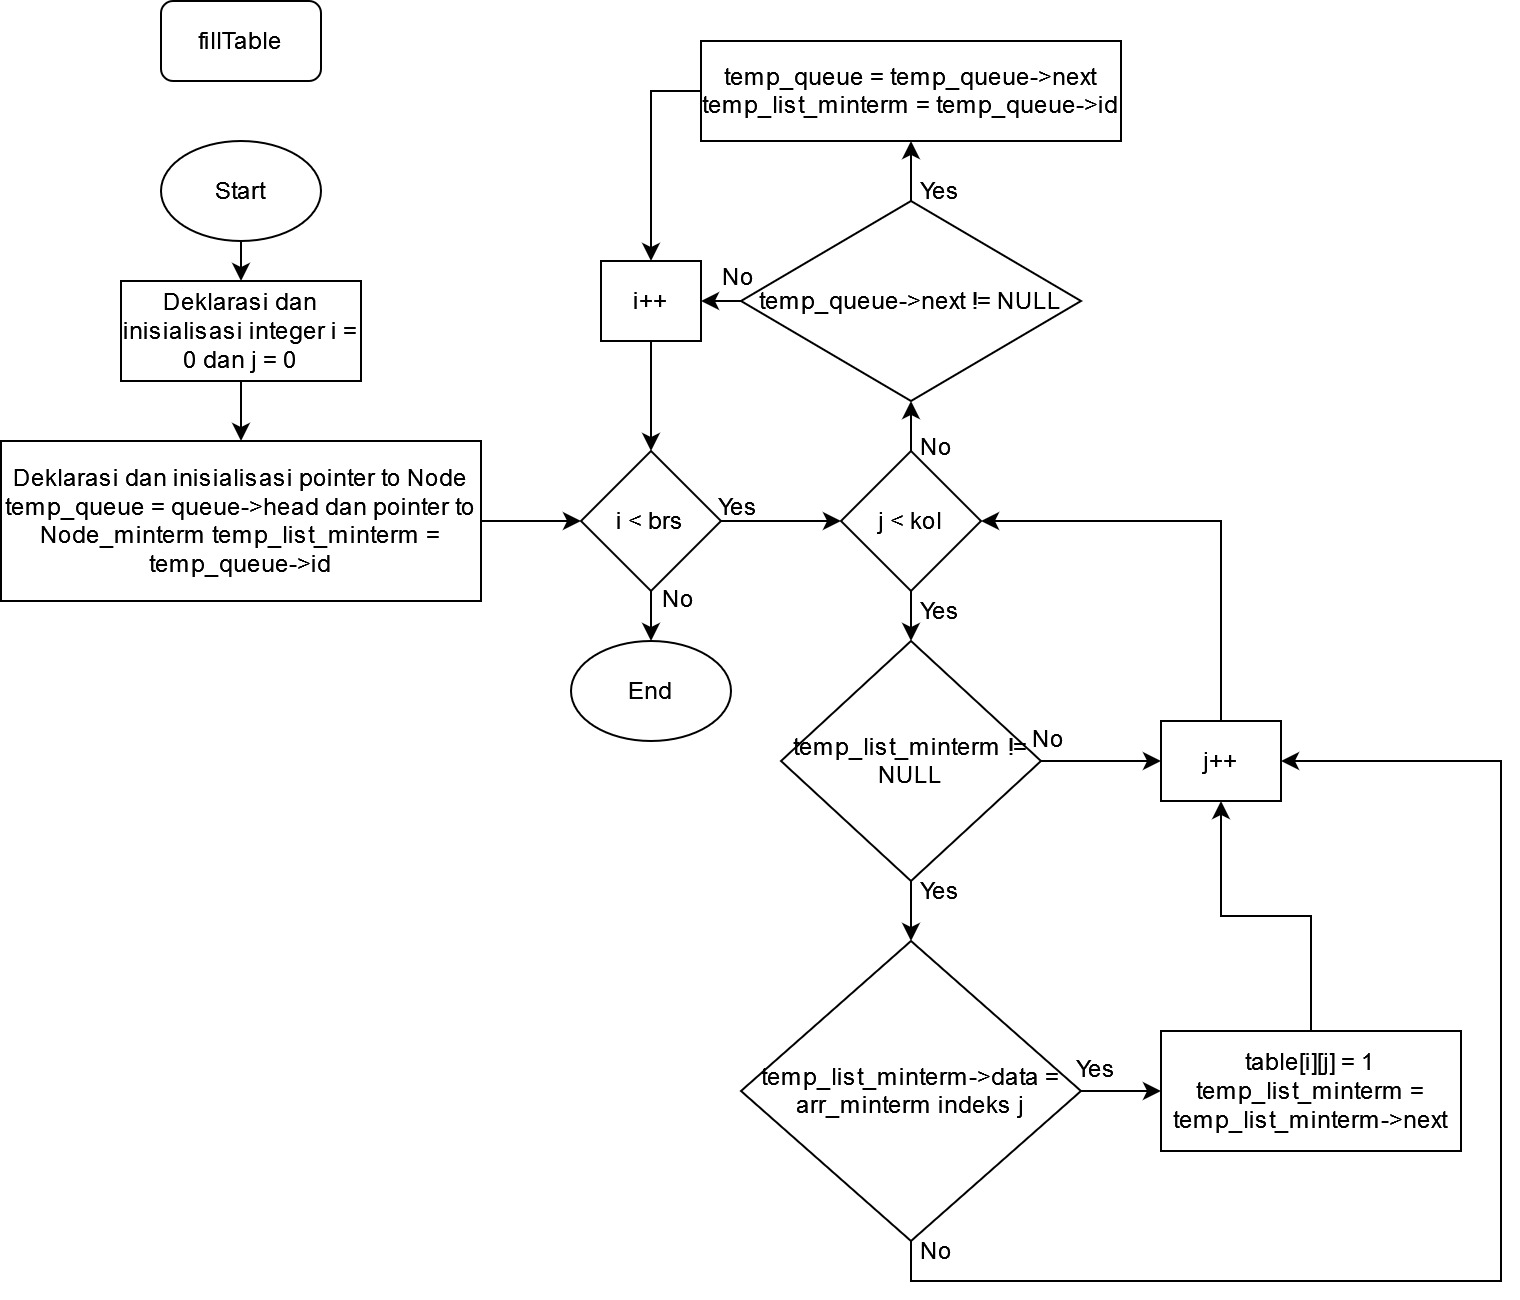 fillTable
Start
Deklarasi dan
inisialisasi integer i =
0 dan j = 0
Deklarasi dan inisialisasi pointer to Node
temp_queue = queue->head dan pointer to
Node_minterm temp_list_minterm =
temp_queue->id
i < brs
Yes
No
End
j < kol
No
Yes
temp_queue->next != NULL
No
Yes
temp_queue = temp_queue->next
temp_list_minterm = temp_queue->id
i++
temp_list_minterm !=
NULL
No
Yes
j++
temp_list_minterm->data =
arr_minterm indeks j
Yes
No
table[i][j] = 1
temp_list_minterm =
temp_list_minterm->next